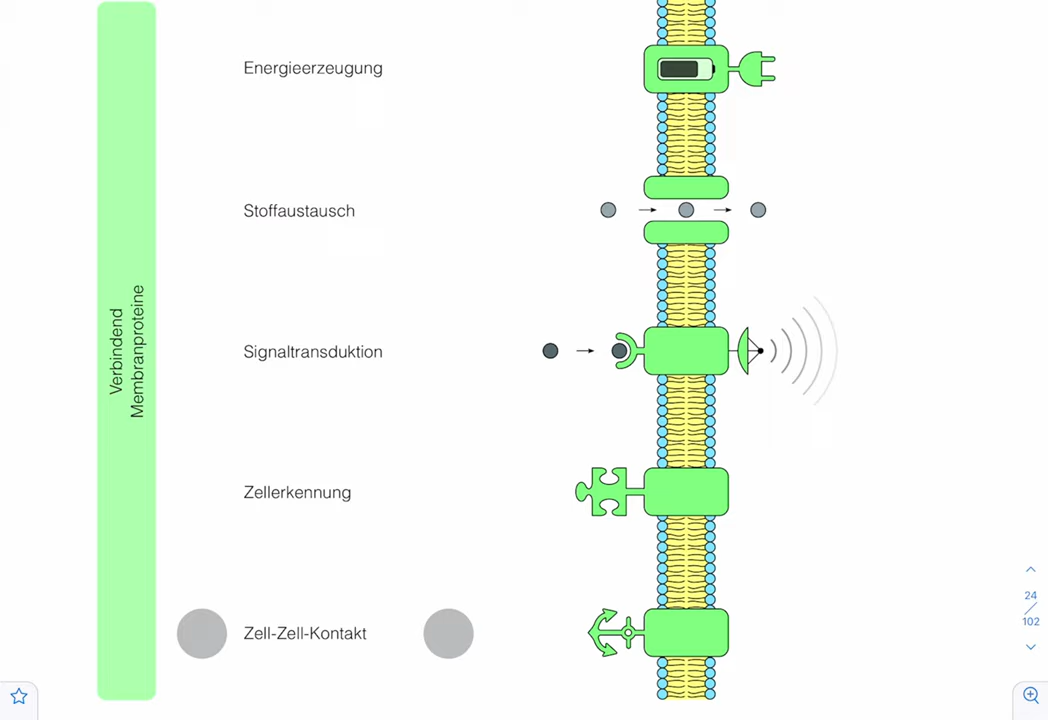 Energieerzeugung
Stoffaustausch
Verbindend
Membranproteine
Signaltransduktion
Zellerkennung
Zell-Zell-Kontakt
24
102